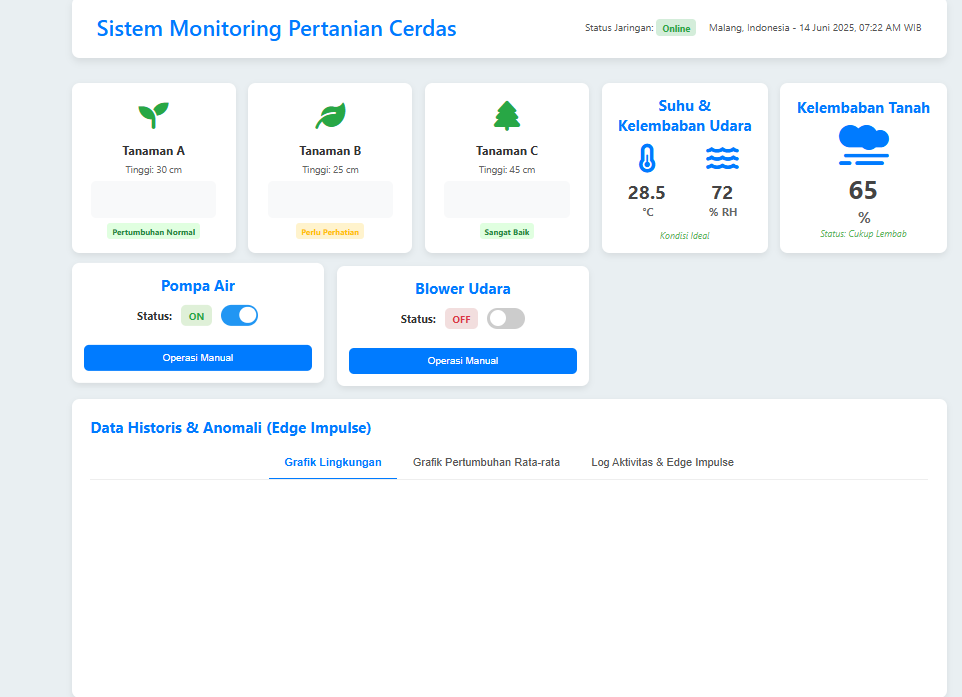 Sistem Monitoring Pertanian Cerdas
Status Jaringan: Online
Malang, Indonesia - 14 Juni 2025, 07:22 AM WIB
Tanaman A
Tinggi: 30 cm
Pertumbuhan Normal
Tanaman B
Tinggi: 25 cm
Perlu Perhatian
Tanaman C
Tinggi: 45 cm
Sangat Baik
Suhu &
Kelembaban Udara
28.5
°C
72
% RH
Kondisi Ideal
Kelembaban Tanah
65
%
Status: Cukup Lembab
Pompa Air
Status: ON
Operasi Manual
Blower Udara
Status: OFF
Operasi Manual
Data Historis & Anomali (Edge Impulse)
Grafik Lingkungan
Grafik Pertumbuhan Rata-rata
Log Aktivitas & Edge Impulse